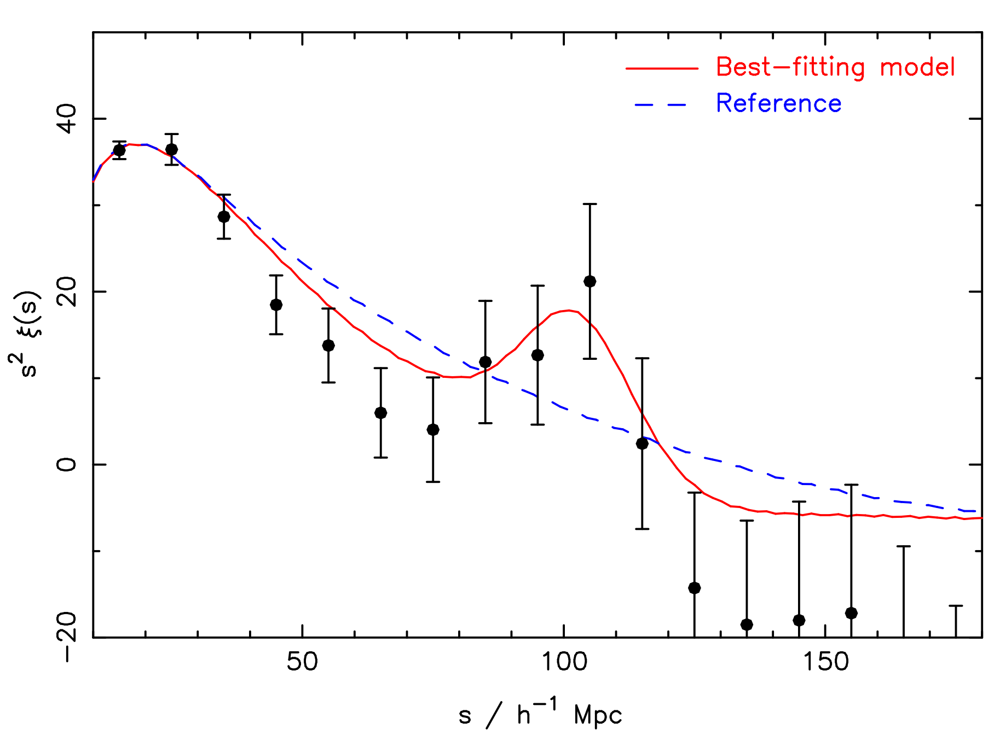 Best-fitting model
Reference
40
20
0
-20
s² ξ(s)
50 100 150
s / h⁻¹ Mpc